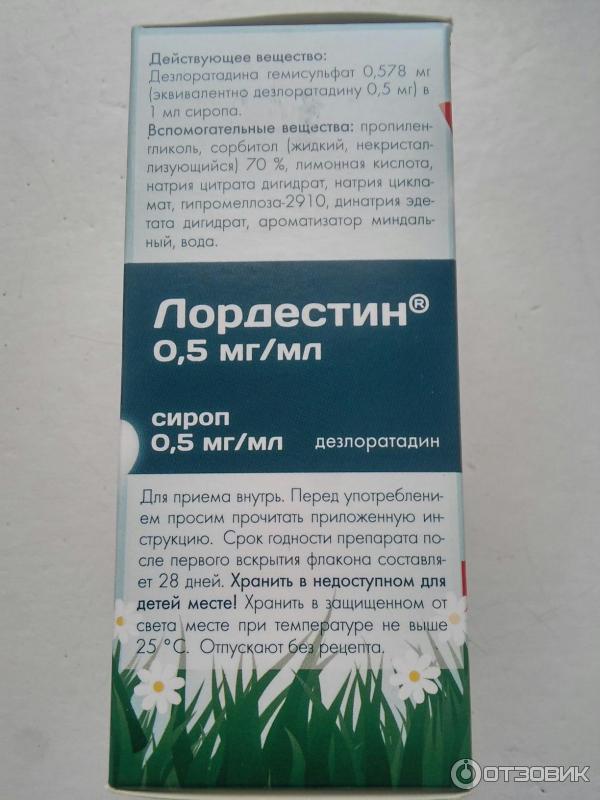 Действующее вещество:
Дезлоратадина гемисульфат 0,578 мг
(эквивалентно дезлоратадину 0,5 мг) в
1 мл сиропа.
Вспомогательные вещества: пропилен-
гликоль, сорбитол (жидкий, некристал-
лизующийся) 70 %, лимонная кислота,
натрия цитрата дигидрат, натрия цикла-
мат, гипромеллоза-2910, динатрия эде-
тата дигидрат, ароматизатор миндаль-
ный, вода.
Лордестин®
0,5 мг/мл
сироп
0,5 мг/мл дезлоратадин
Для приема внутрь. Перед употреблени-
ем просим прочитать приложенную ин-
струкцию. Срок годности препарата по-
сле первого вскрытия флакона составля-
ет 28 дней. Хранить в недоступном для
детей месте! Хранить в защищенном от
света месте при температуре не выше
25 °С. Отпускают без рецепта.
ОТЗОВИК